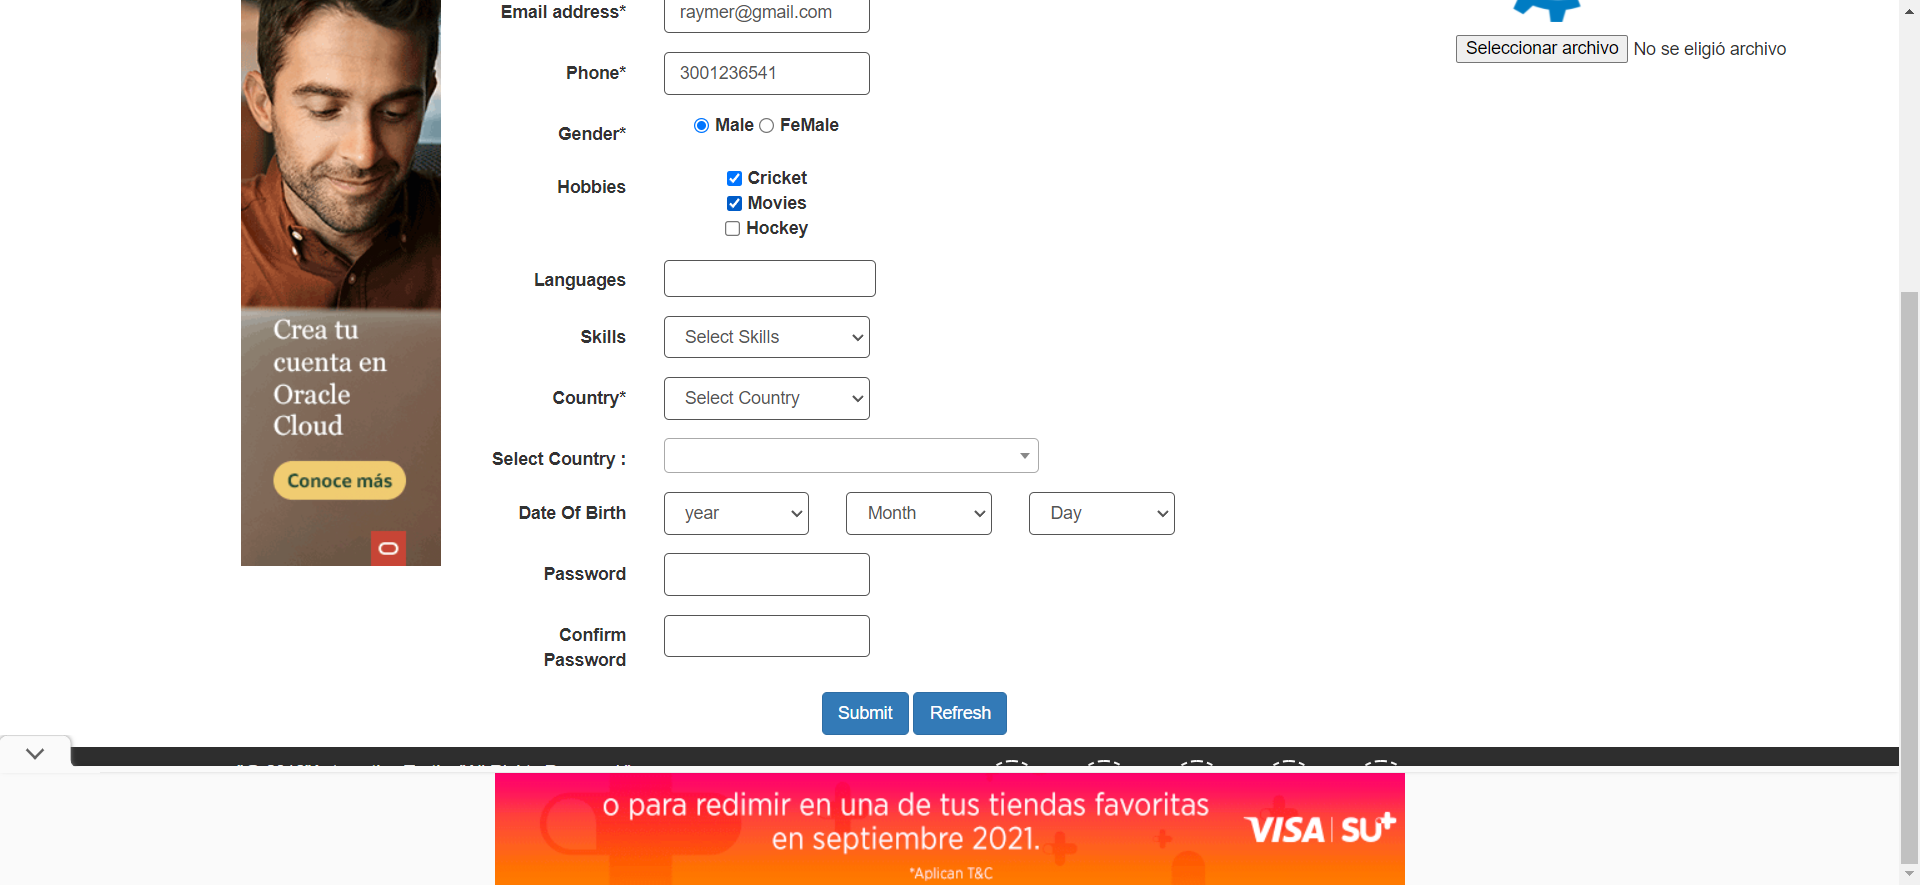 Email address*
raymer@gmail.com
Seleccionar archivo No se eligió archivo
Phone*
3001236541
Gender*
Male FeMale
Hobbies
Cricket
Movies
Hockey
Languages
Skills
Select Skills
Country*
Select Country
Select Country :
Date Of Birth
year Month Day
Password
Confirm
Password
Submit Refresh
Crea tu
cuenta en
Oracle
Cloud
Conoce más
o para redimir en una de tus tiendas favoritas
en septiembre 2021.
*Aplican T&C
VISA SU+